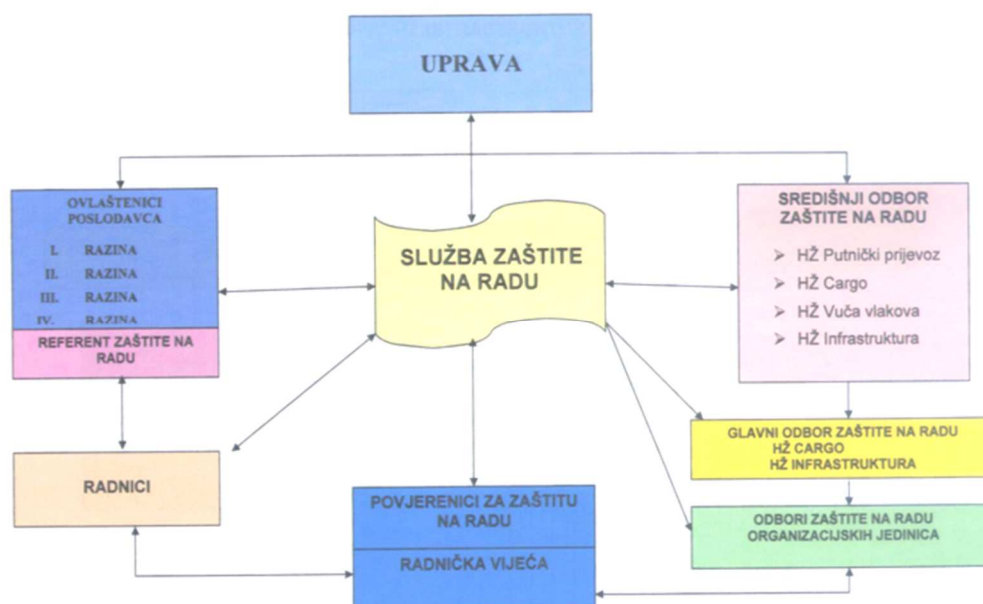 UPRAVA
OVLAŠTENICI
POSLODAVCA
I. RAZINA
II. RAZINA
III. RAZINA
IV. RAZINA
REFERENT ZAŠTITE NA
RADU
SLUŽBA ZAŠTITE
NA RADU
SREDIŠNJI ODBOR
ZAŠTITE NA RADU
➢ HŽ Putnički prijevoz
➢ HŽ Cargo
➢ HŽ Vuča vlakova
➢ HŽ Infrastruktura
GLAVNI ODBOR ZAŠTITE NA RADU
HŽ CARGO
HŽ INFRASTRUKTURA
RADNICI
POVJERENICI ZA ZAŠTITU
NA RADU
RADNIČKA VIJEĆA
ODBORI ZAŠTITE NA RADU
ORGANIZACIJSKIH JEDINICA